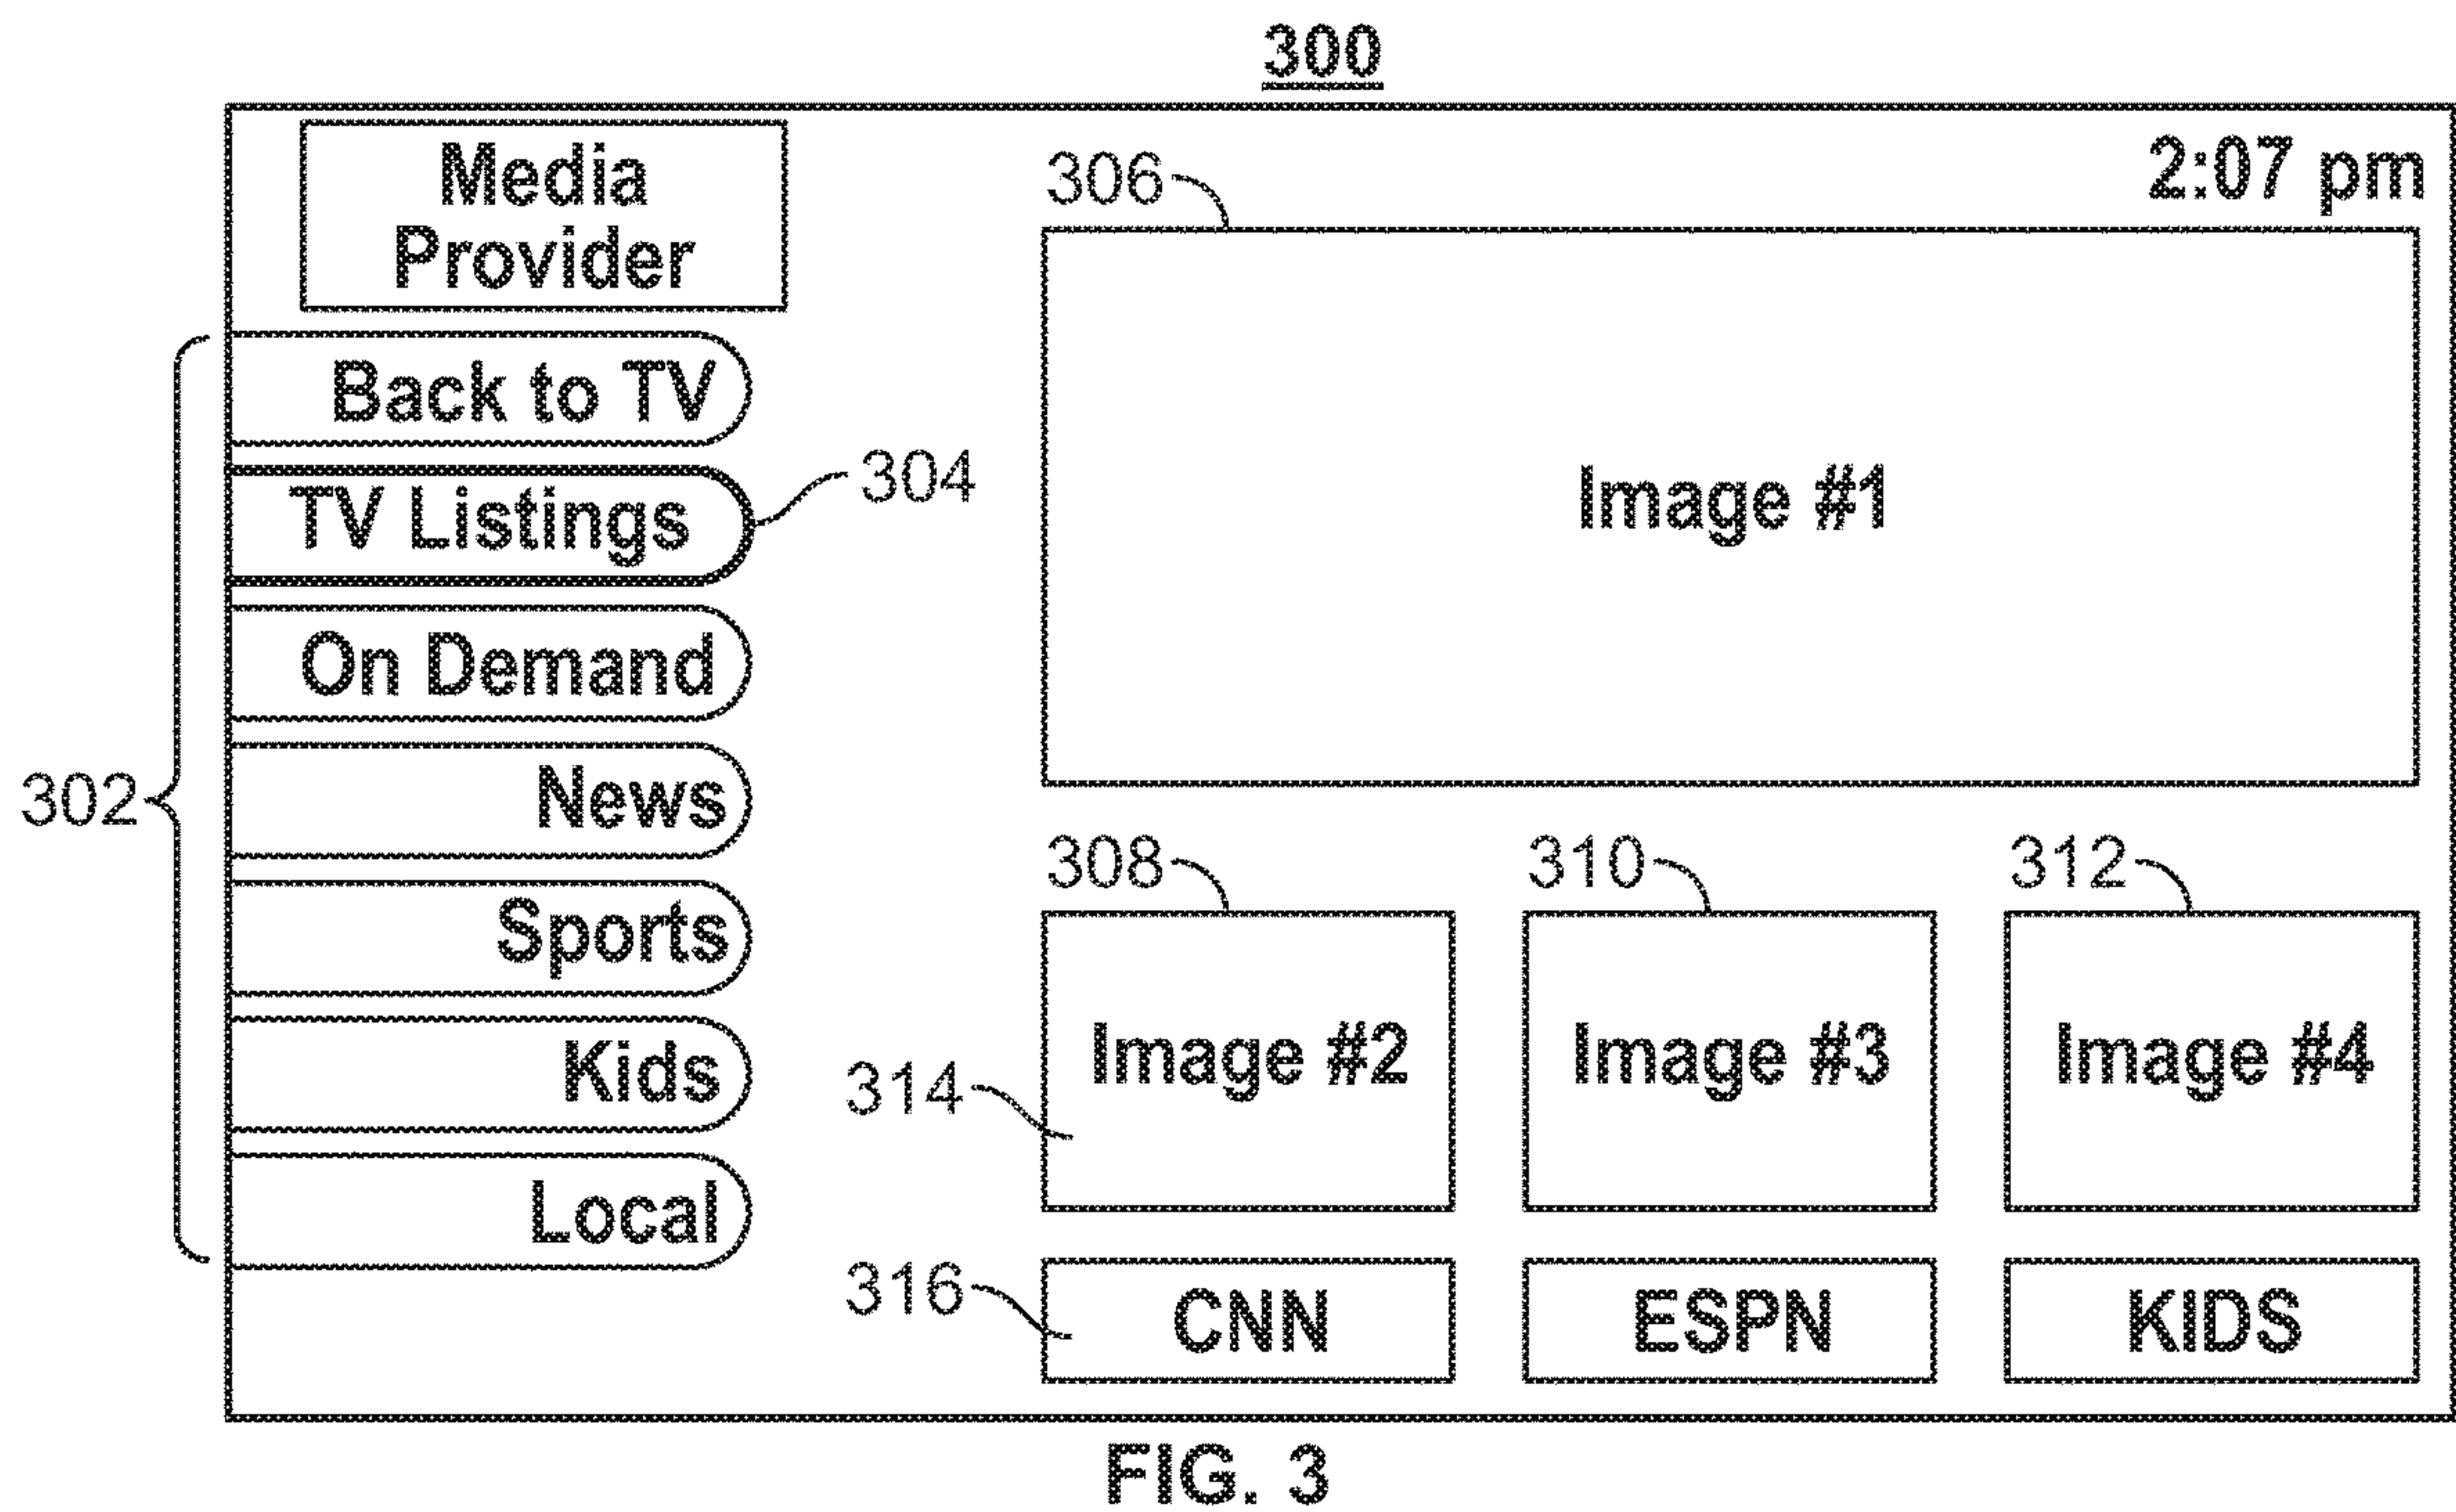 300
Media
Provider
2:07 pm
306
Back to TV
TV Listings
304
Image #1
On Demand
News
302
Sports
308
310
312
Kids
Image #2
Image #3
Image #4
314
Local
316
CNN
ESPN
KIDS
FIG. 3